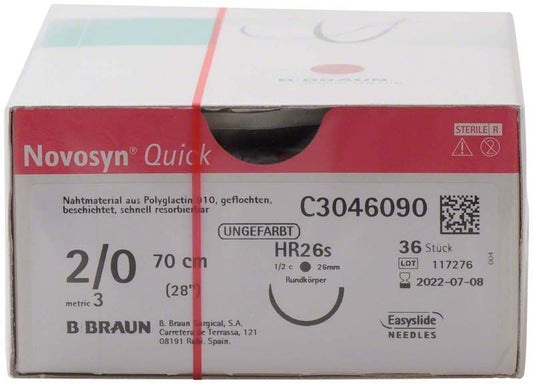 B BRAUN
STERILE R
Novosyn® Quick
Nahtmaterial aus Polyglactin 910, geflochten,
beschichtet, schnell resorbierbar
C3046090
UNGEFARBT
HR26s
36 Stück
2/0 70 cm
1/2 c 26mm
LOT 117276
004
Rundkörper
metric 3
(28")
2022-07-08
B BRAUN
B. Braun Surgical, S.A.
Carretera de Terrassa, 121
08191 Rubi. Spain.
Easyslide
NEEDLES